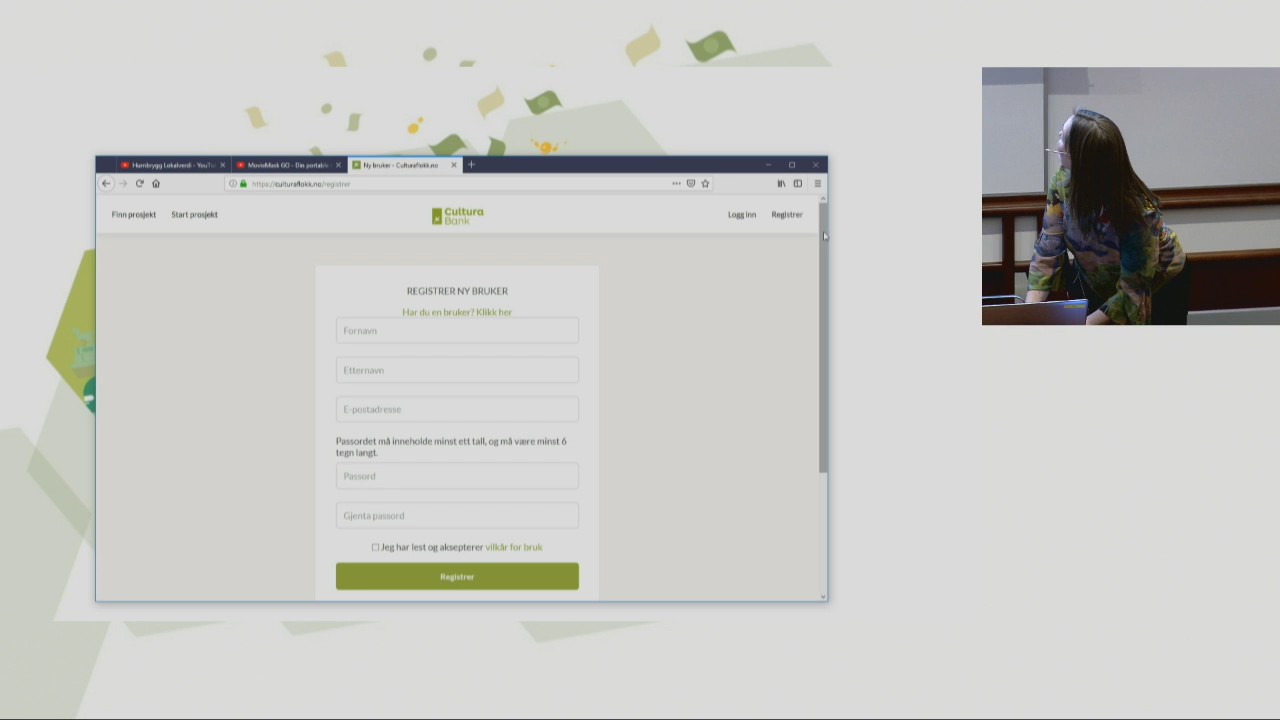 Humbrygg Lokalverdi - YouTu
MovieMask GO - Din portable
Ny bruker - Culturaflokk.no
https://culturaflokk.no/registrer
Finn prosjekt
Start prosjekt
Cultura
Bank
Logg inn
Registrer
REGISTRER NY BRUKER
Har du en bruker? Klikk her
Fornavn
Etternavn
E-postadresse
Passordet må inneholde minst ett tall, og må være minst 6
tegn langt.
Passord
Gjenta passord
Jeg har lest og aksepterer vilkår for bruk
Registrer